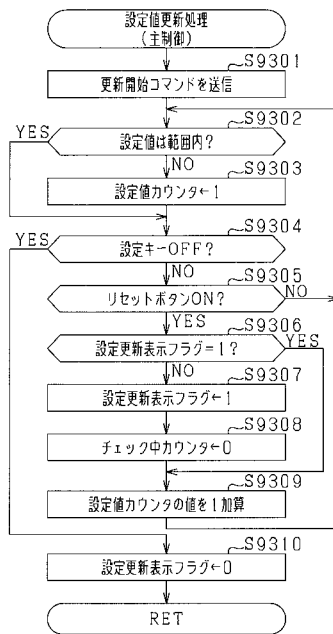 設定値更新処理
(主制御)
S9301
更新開始コマンドを送信
S9302
YES
設定値は範囲内?
NO
S9303
設定値カウンタ←1
S9304
YES
設定キーOFF?
NO
S9305
リセットボタンON?
NO
YES
S9306
設定更新表示フラグ=1?
YES
NO
S9307
設定更新表示フラグ←1
S9308
チェック中カウンタ←0
S9309
設定値カウンタの値を1加算
S9310
設定更新表示フラグ←0
RET